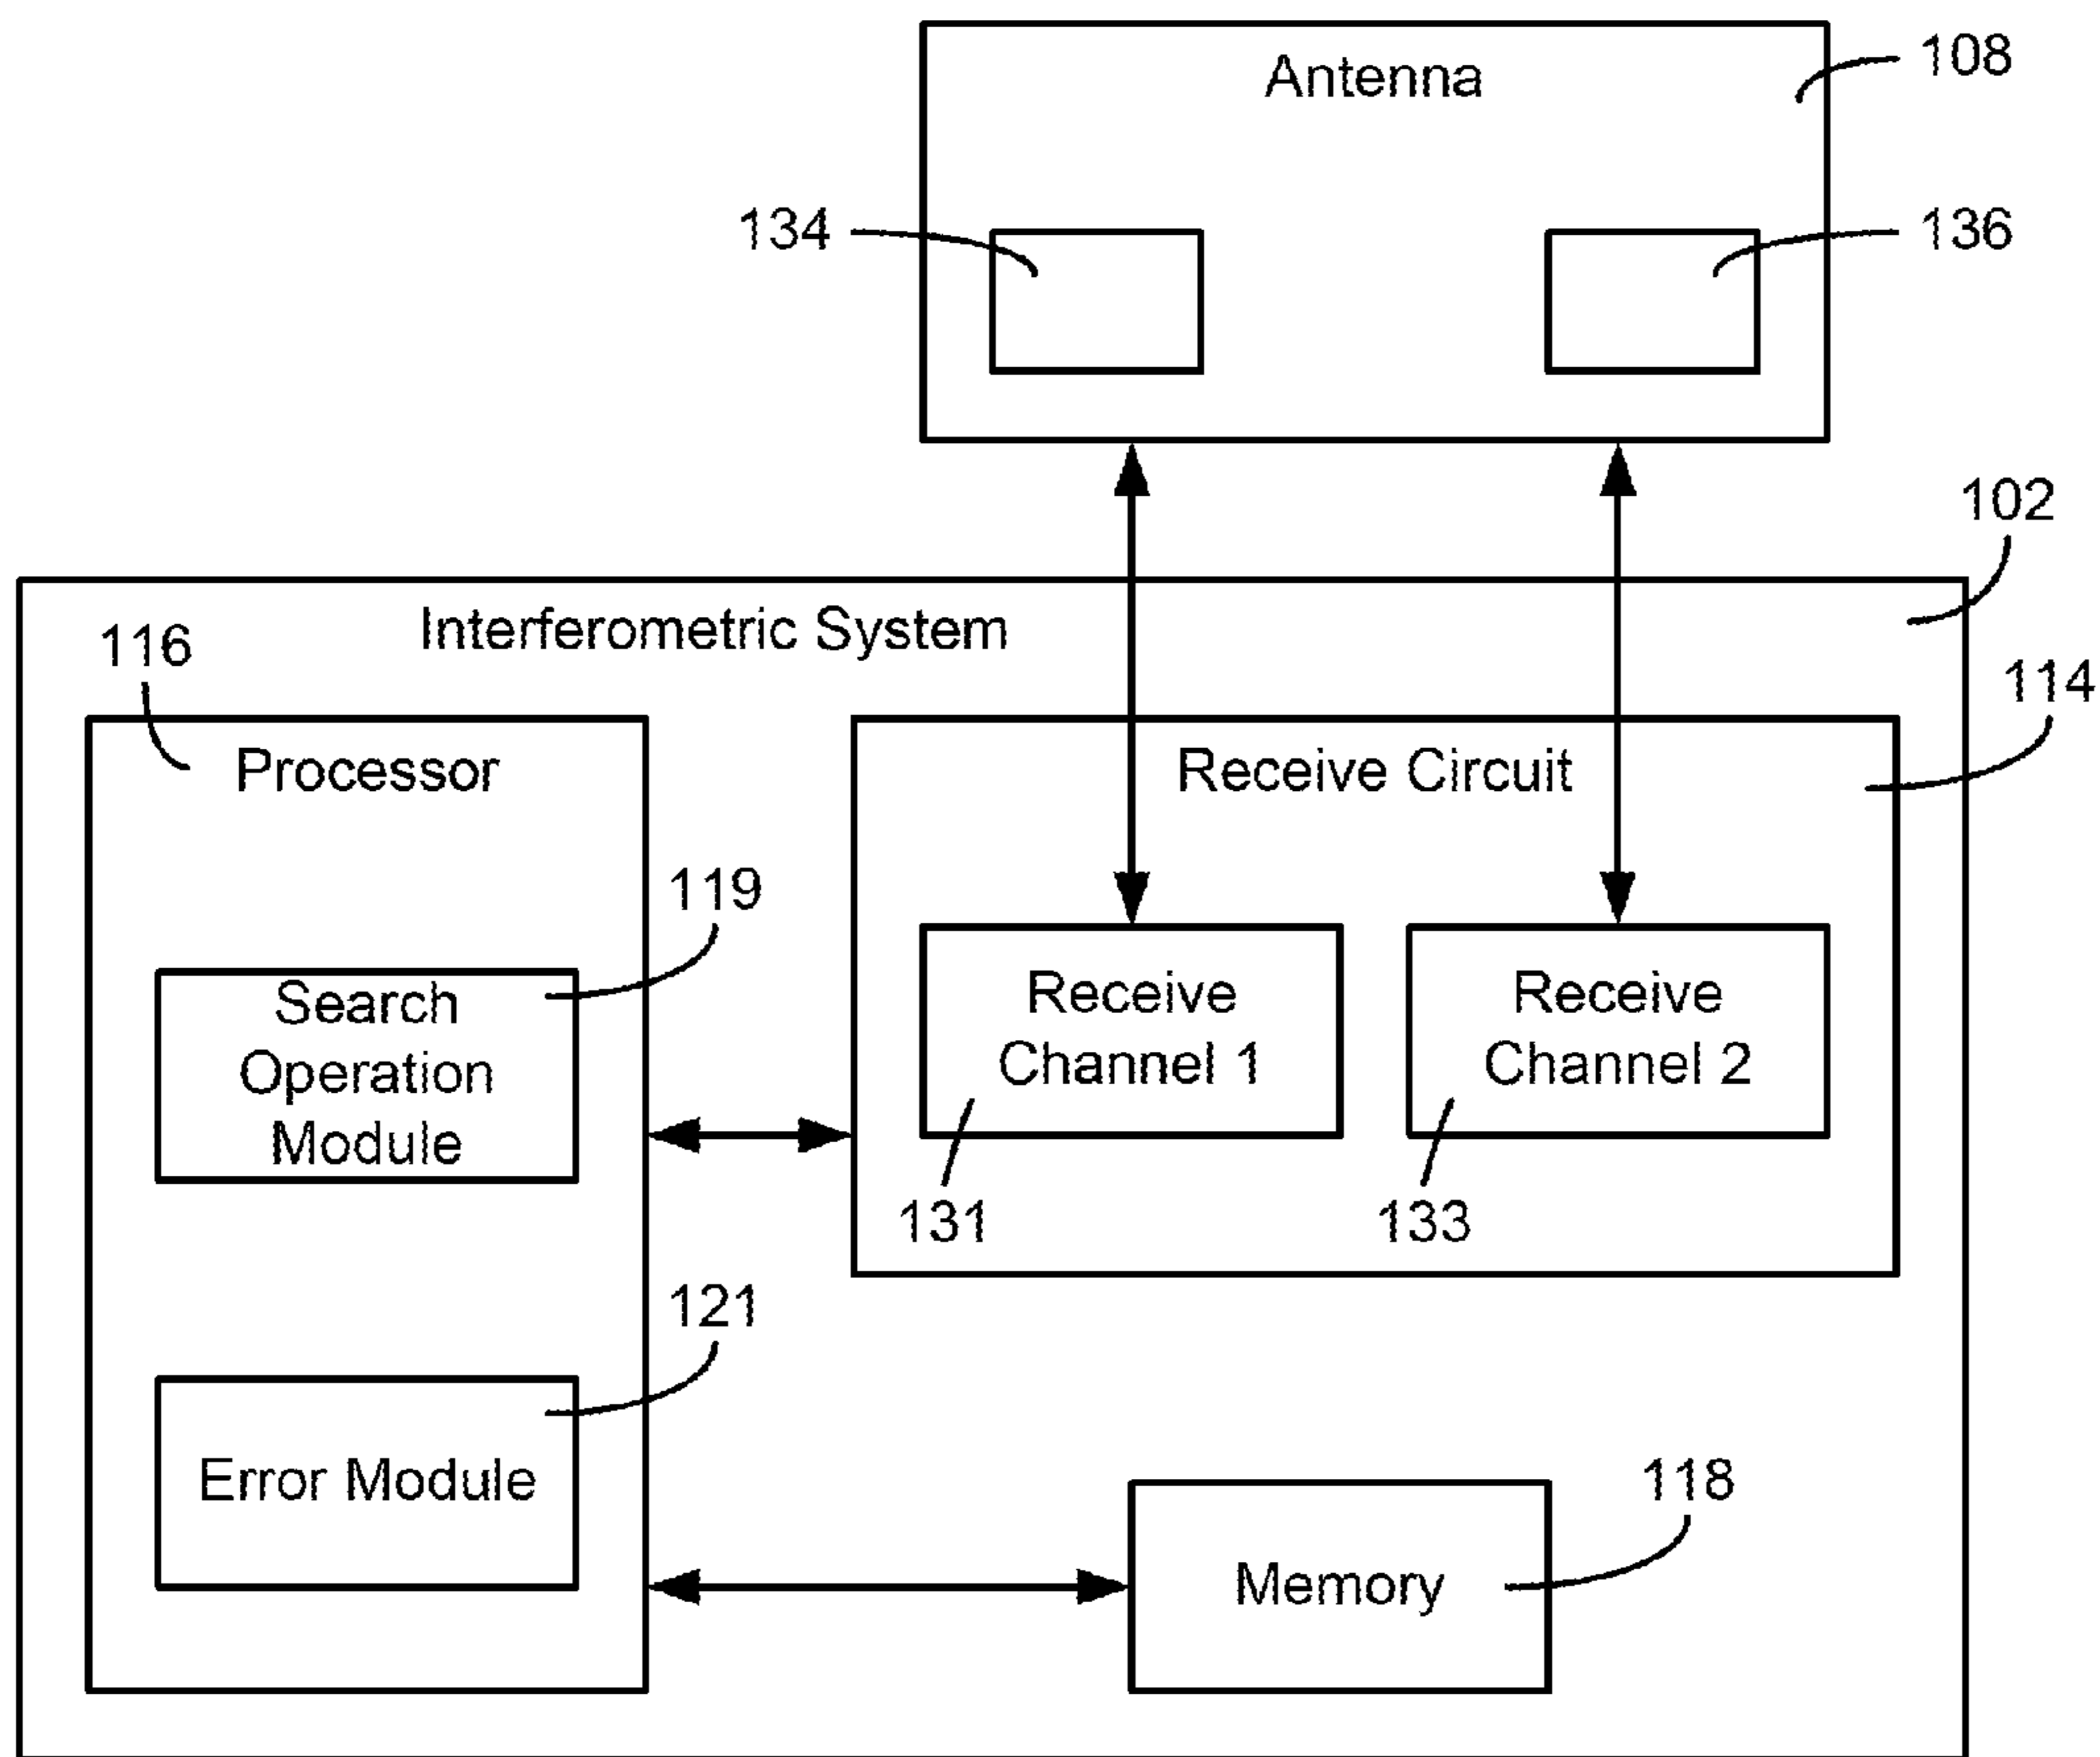 Antenna
108
134
136
102
Interferometric System
116
114
Processor
Receive Circuit
119
Search
Operation
Module
Receive
Channel 1
Receive
Channel 2
131
133
121
Error Module
118
Memory